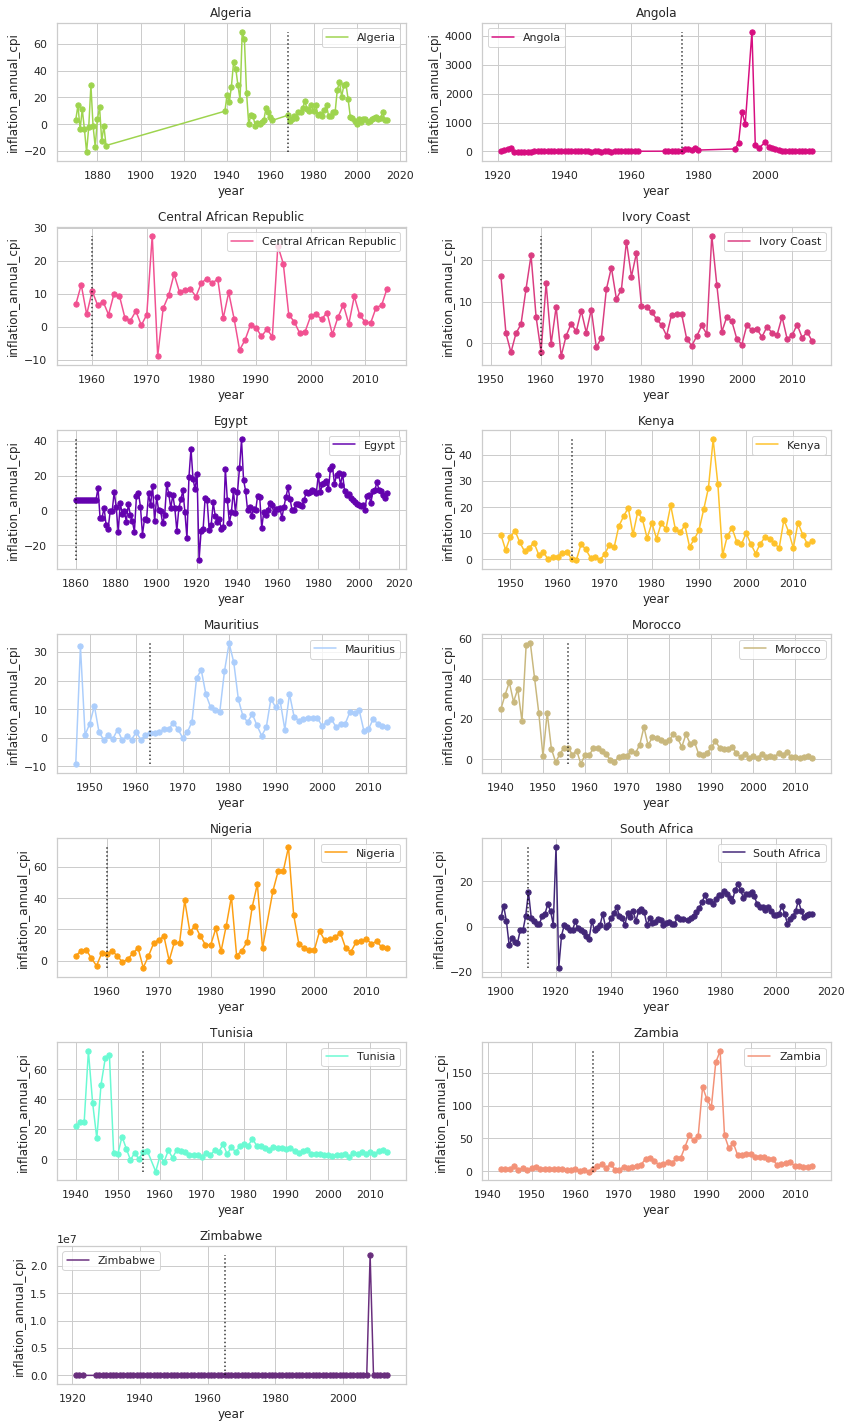 Algeria
inflation_annual_cpi
60
40
20
0
−20
Algeria
1880 1900 1920 1940 1960 1980 2000 2020
year
Angola
inflation_annual_cpi
4000
3000
2000
1000
0
Angola
1920 1940 1960 1980 2000
year
Central African Republic
inflation_annual_cpi
30
20
10
0
−10
Central African Republic
1960 1970 1980 1990 2000 2010
year
Ivory Coast
inflation_annual_cpi
20
10
0
Ivory Coast
1950 1960 1970 1980 1990 2000 2010
year
Egypt
inflation_annual_cpi
40
20
0
−20
Egypt
1860 1880 1900 1920 1940 1960 1980 2000 2020
year
Kenya
inflation_annual_cpi
40
30
20
10
0
Kenya
1950 1960 1970 1980 1990 2000 2010
year
Mauritius
inflation_annual_cpi
30
20
10
0
−10
Mauritius
1950 1960 1970 1980 1990 2000 2010
year
Morocco
inflation_annual_cpi
60
40
20
0
Morocco
1940 1950 1960 1970 1980 1990 2000 2010
year
Nigeria
inflation_annual_cpi
60
40
20
0
Nigeria
1960 1970 1980 1990 2000 2010
year
South Africa
inflation_annual_cpi
20
0
−20
South Africa
1900 1920 1940 1960 1980 2000 2020
year
Tunisia
inflation_annual_cpi
60
40
20
0
Tunisia
1940 1950 1960 1970 1980 1990 2000 2010
year
Zambia
inflation_annual_cpi
150
100
50
0
Zambia
1940 1950 1960 1970 1980 1990 2000 2010
year
Zimbabwe
1e7
inflation_annual_cpi
2.0
1.5
1.0
0.5
0.0
Zimbabwe
1920 1940 1960 1980 2000
year